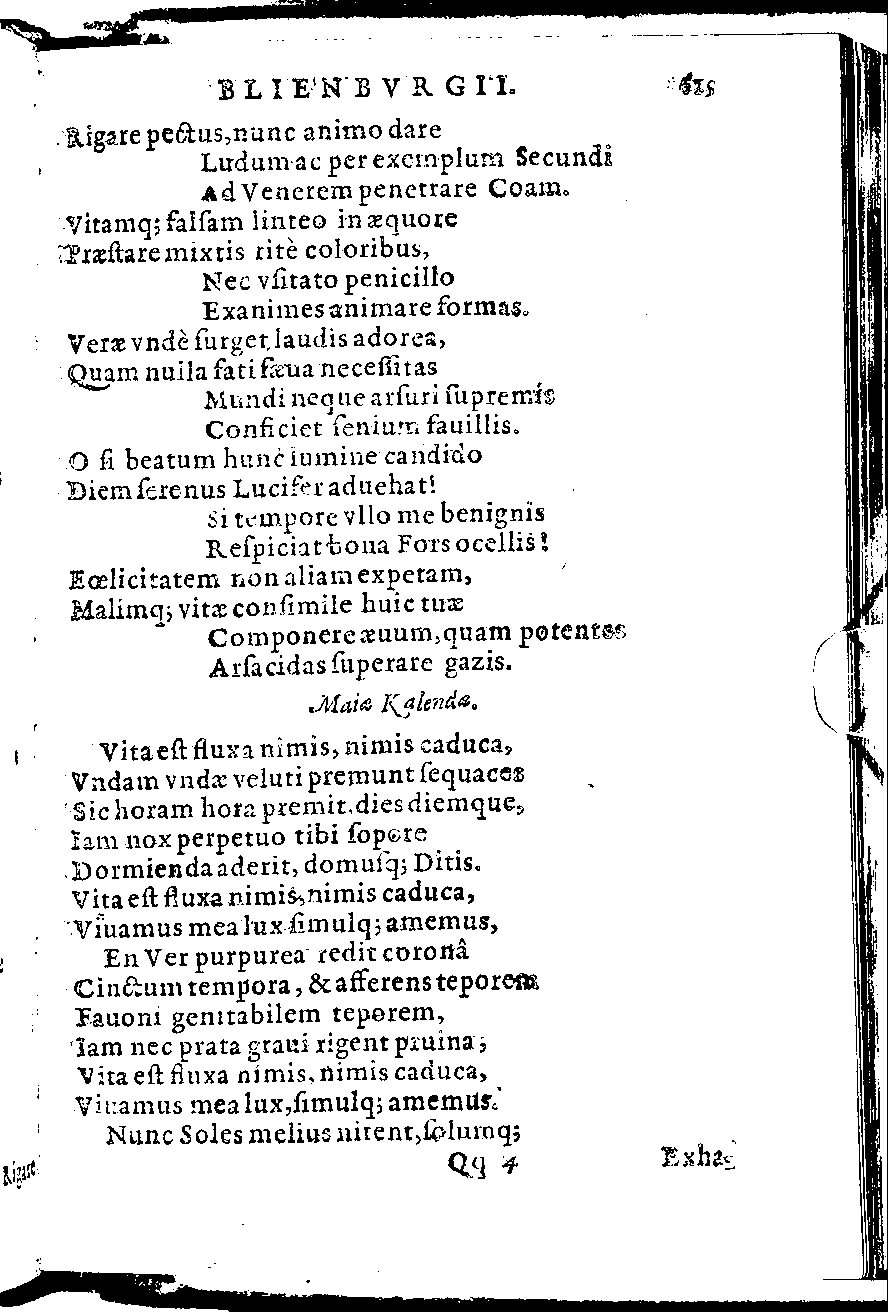 BLIENBVRGII. 615
Rigare pectus, nunc animo dare
Ludum ac per exemplum Secundi
Ad Venerem penetrare Coam.
Vitamq; falſam linteo in æquore
Præſtare mixtis ritè coloribus,
Nec vſitato penicillo
Exanimes animare formas.
Veræ vndè ſurget laudis adorea,
Quam nulla fati ſæua neceſſitas
Mundi neque arſuri ſupremis
Conficiet ſenium fauillis.
O ſi beatum hunc lumine candido
Diem ſerenus Lucifer aduehat!
Si tempore vllo me benignis
Reſpiciat bona Fors ocellis!
Fœlicitatem non aliam expetam,
Malimq; vitæ conſimile huic tuæ
Componere æuum, quam potentes
Arſacidas ſuperare gazis.
Maiæ Kalendæ.
Vita eſt fluxa nimis, nimis caduca,
Vndam vndæ veluti premunt ſequaces
Sic horam hora premit, dies diemque,
Iam nox perpetuo tibi ſopore
Dormienda aderit, domuſq; Ditis.
Vita eſt fluxa nimis, nimis caduca,
Viuamus mea lux ſimulq; amemus,
En Ver purpurea redit coronâ
Cinctum tempora, & afferens teporem
Fauoni genitabilem teporem,
Iam nec prata graui rigent pruina;
Vita eſt fluxa nimis, nimis caduca,
Viuamus mea lux, ſimulq; amemus.
Nunc Soles melius nitent, ſolumq;
Qq 4 Exha-
Rigare